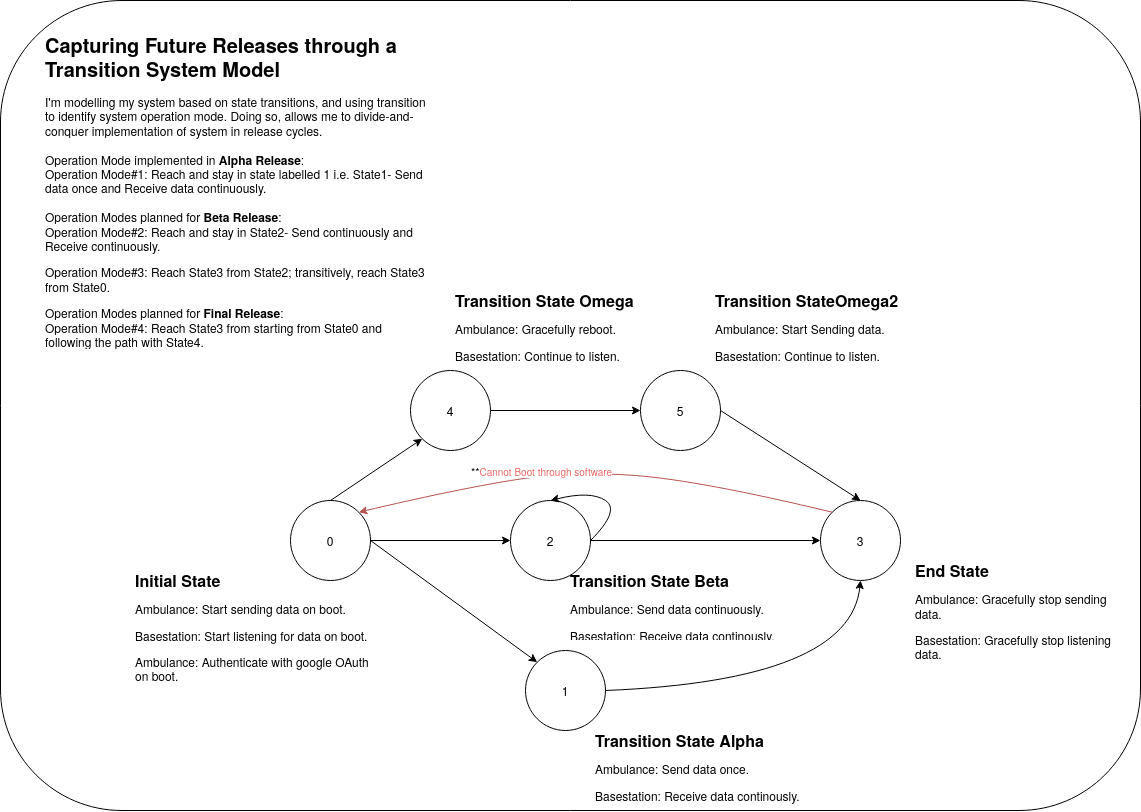 Capturing Future Releases through a
Transition System Model
I'm modelling my system based on state transitions, and using transition
to identify system operation mode. Doing so, allows me to divide-and-
conquer implementation of system in release cycles.
Operation Mode implemented in Alpha Release:
Operation Mode#1: Reach and stay in state labelled 1 i.e. State1- Send
data once and Receive data continuously.
Operation Modes planned for Beta Release:
Operation Mode#2: Reach and stay in State2- Send continuously and
Receive continuously.
Operation Mode#3: Reach State3 from State2; transitively, reach State3
from State0.
Operation Modes planned for Final Release:
Operation Mode#4: Reach State3 from starting from State0 and
following the path with State4.
Transition State Omega
Ambulance: Gracefully reboot.
Basestation: Continue to listen.
Transition StateOmega2
Ambulance: Start Sending data.
Basestation: Continue to listen.
4
5
**Cannot Boot through software
0
2
3
Initial State
Ambulance: Start sending data on boot.
Basestation: Start listening for data on boot.
Ambulance: Authenticate with google OAuth
on boot.
Transition State Beta
Ambulance: Send data continuously.
Basestation: Receive data continously.
End State
Ambulance: Gracefully stop sending
data.
Basestation: Gracefully stop listening
data.
1
Transition State Alpha
Ambulance: Send data once.
Basestation: Receive data continously.